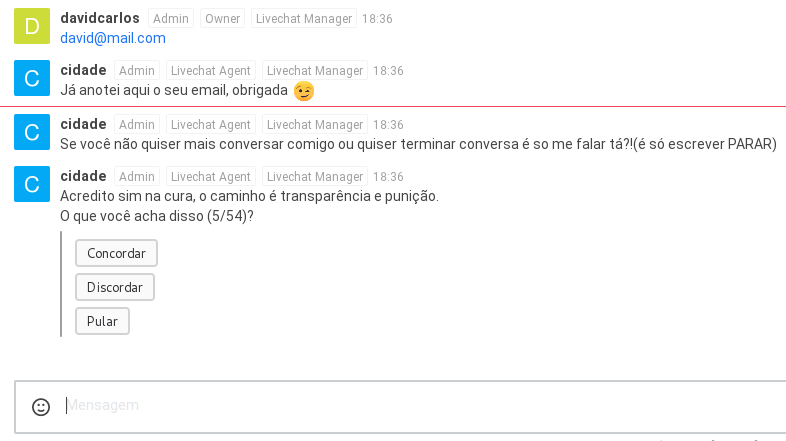 D davidcarlos Admin Owner Livechat Manager 18:36
david@mail.com
C cidade Admin Livechat Agent Livechat Manager 18:36
Já anotei aqui o seu email, obrigada 😏
C cidade Admin Livechat Agent Livechat Manager 18:36
Se você não quiser mais conversar comigo ou quiser terminar conversa é so me falar tá?!(é só escrever PARAR)
C cidade Admin Livechat Agent Livechat Manager 18:36
Acredito sim na cura, o caminho é transparência e punição.
O que você acha disso (5/54)?
Concordar
Discordar
Pular
Mensagem